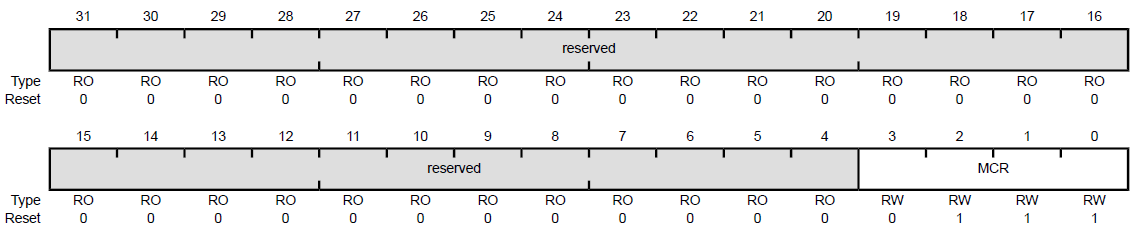 31 30 29 28 27 26 25 24 23 22 21 20 19 18 17 16
reserved
Type RO RO RO RO RO RO RO RO RO RO RO RO RO RO RO RO
Reset 0 0 0 0 0 0 0 0 0 0 0 0 0 0 0 0
15 14 13 12 11 10 9 8 7 6 5 4 3 2 1 0
reserved MCR
Type RO RO RO RO RO RO RO RO RO RO RO RO RW RW RW RW
Reset 0 0 0 0 0 0 0 0 0 0 0 0 0 1 1 1